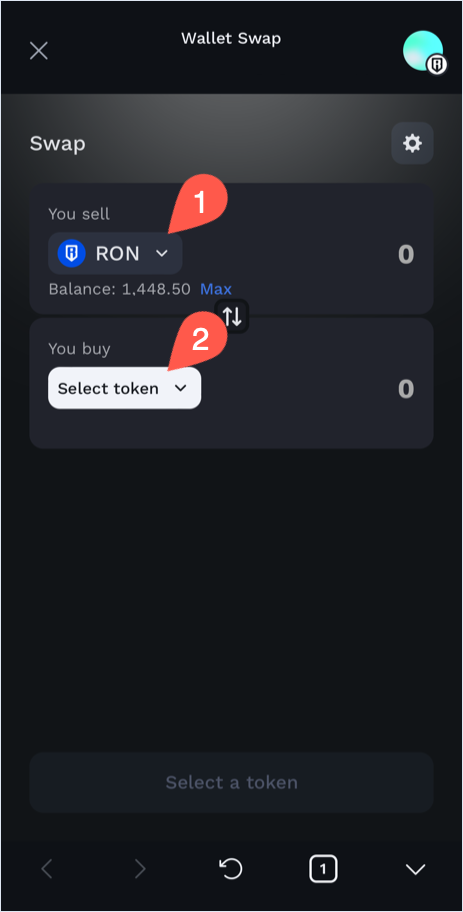 Wallet Swap
Swap
1
You sell
RON
0
Balance: 1,448.50 Max
2
You buy
Select token
0
Select a token
1